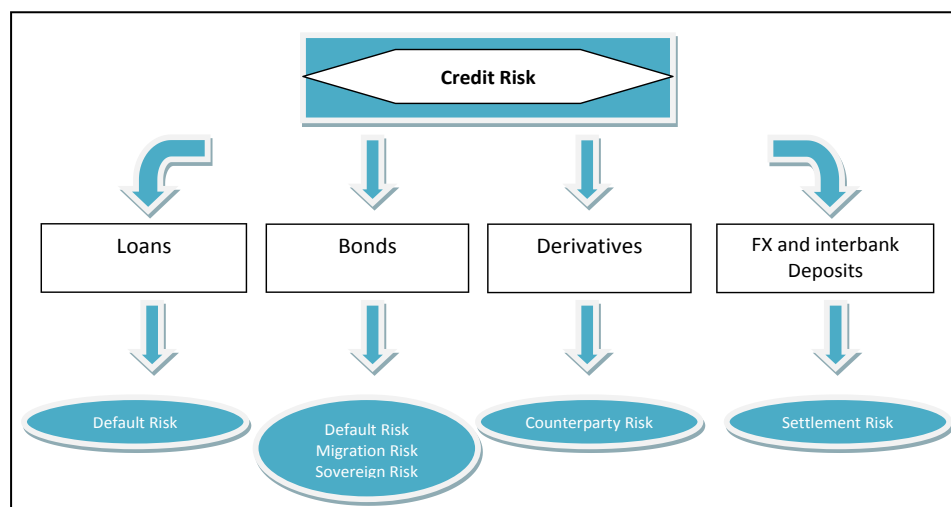 Credit Risk
Loans
Bonds
Derivatives
FX and interbank
Deposits
Default Risk
Default Risk
Migration Risk
Sovereign Risk
Counterparty Risk
Settlement Risk